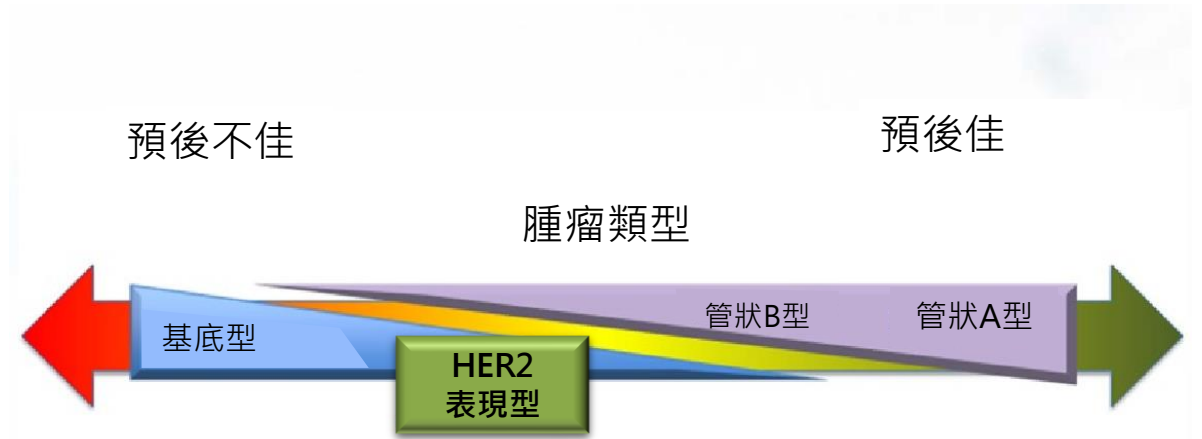 預後不佳
預後佳
腫瘤類型
基底型
HER2
表現型
管狀B型
管狀A型